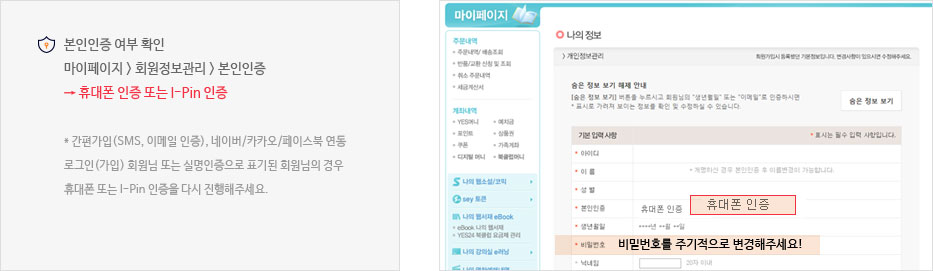 본인인증 여부 확인
마이페이지 > 회원정보관리 > 본인인증
→ 휴대폰 인증 또는 I-Pin 인증
* 간편가입(SMS, 이메일 인증), 네이버/카카오/페이스북 연동
로그인(가입) 회원님 또는 실명인증으로 표기된 회원님의 경우
휴대폰 또는 I-Pin 인증을 다시 진행해주세요.
마이페이지
주문내역
• 주문내역/ 배송조회
• 반품/교환 신청 및 조회
• 취소 주문내역
• 세금계산서
계좌내역
• YES머니
• 예치금
• 포인트
• 상품권
• 쿠폰
• 가족계좌
• 디지털 머니
• 북클럽머니
나의 웹소설/코믹
sey 토큰
나의 웹서재 eBook
• eBook 나의 웹서재
• YES24 북클럽 요금제 관리
나의 강의실 e러닝
나의 정보
> 개인정보관리
회원가입시 등록했던 기본정보입니다. 변경사항이 있으시면 수정해주세요.
숨은 정보 보기 해제 안내
[숨은 정보 보기] 버튼을 누르시고 회원님의 "생년월일" 또는 "이메일"로 인증하시면
* 표시로 가려져 보이는 정보를 확인 및 수정하실 수 있습니다.
숨은 정보 보기
기본 입력 사항
* 표시는 필수 입력 사항입니다.
* 아이디
* 이 름
* 개명하신 경우 본인인증 후 이름변경이 가능합니다.
* 성 별
* 본인인증
휴대폰 인증
휴대폰 인증
* 생년월일
****년 **월 **일
* 비밀번호
비밀번호를 주기적으로 변경해주세요!
* 닉네임
20자 이내